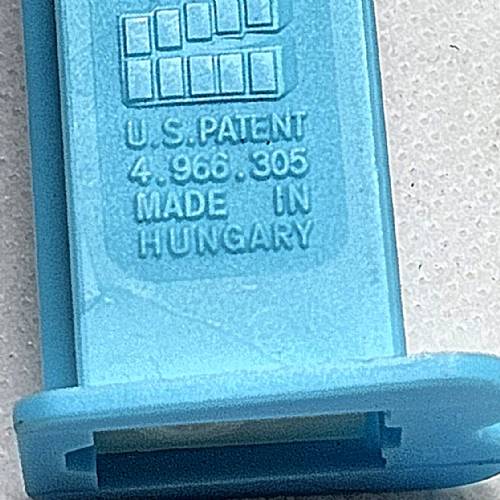 U.S.PATENT
4.966.305
MADE IN
HUNGARY